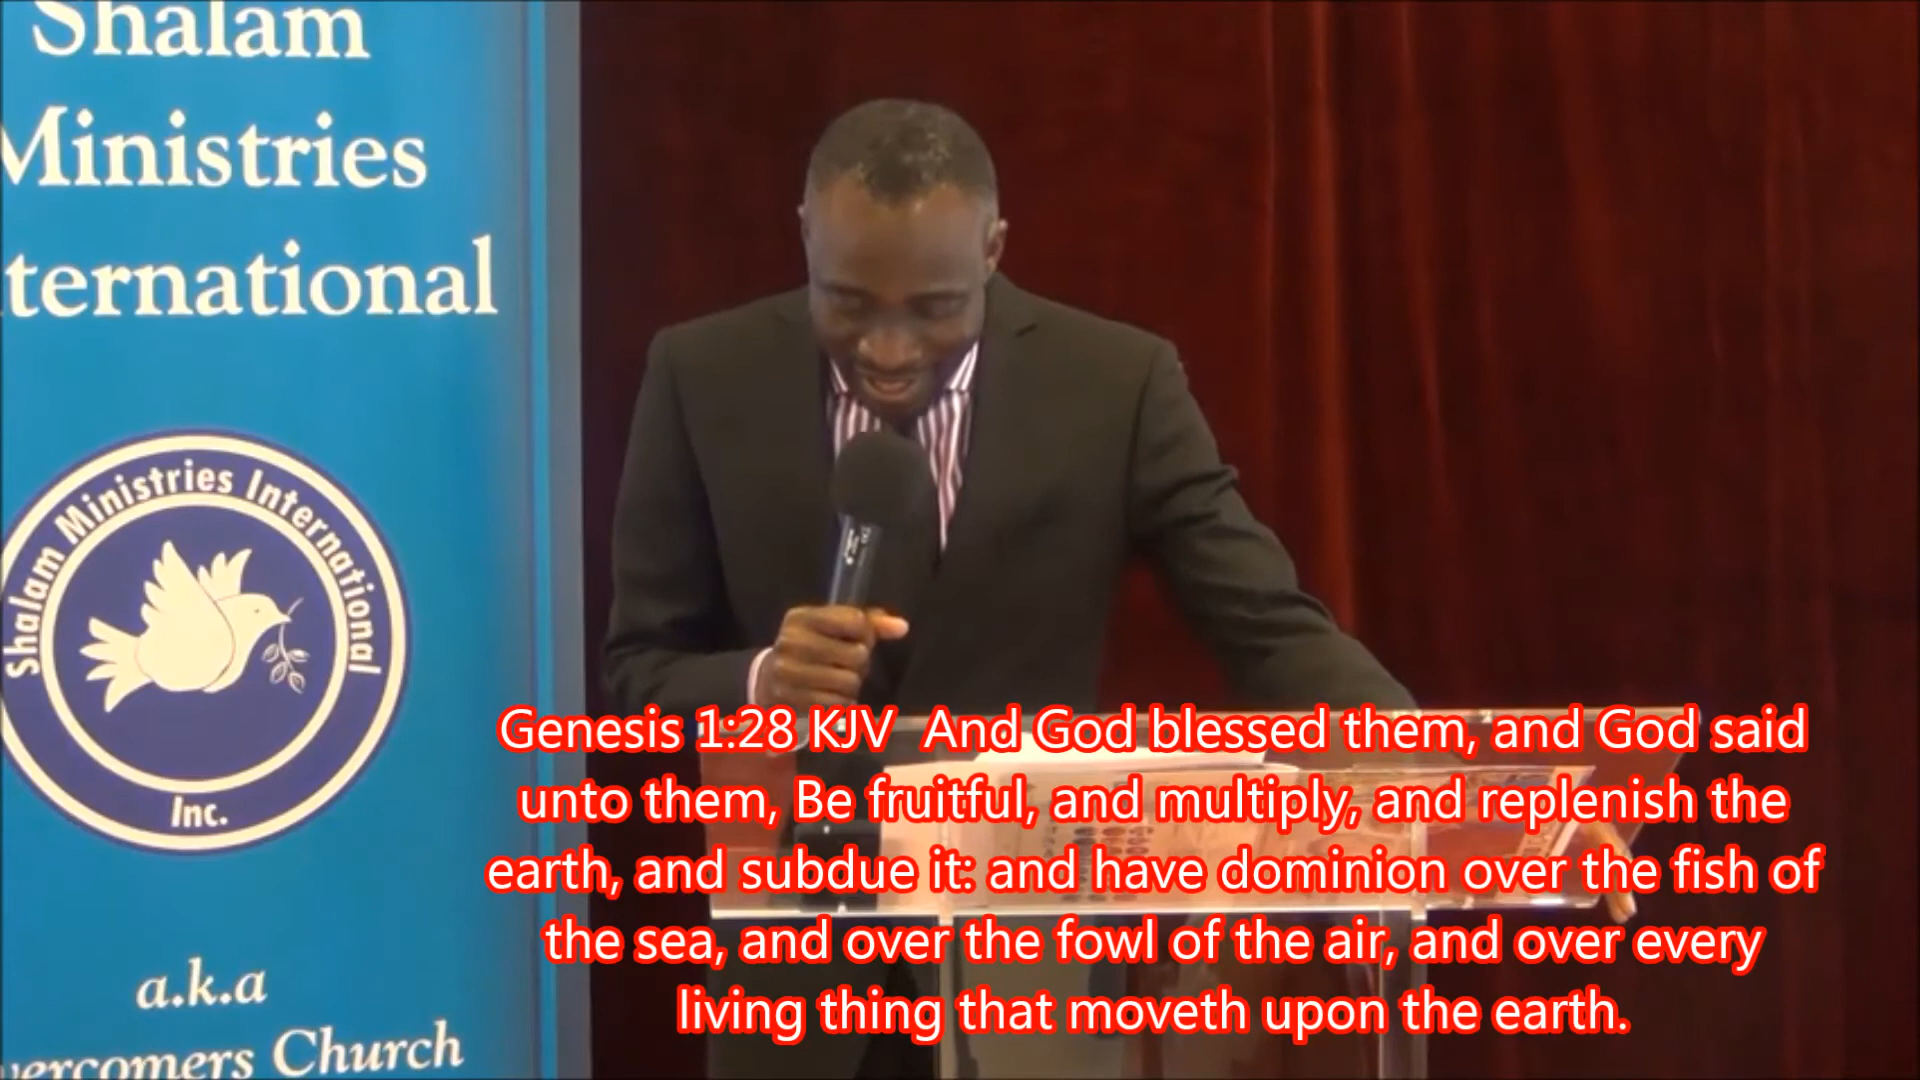 Shalam
Ministries
ternational
Shalam Ministries International
Inc.
a.k.a
vercomers Church
Genesis 1:28 KJV  And God blessed them, and God said
unto them, Be fruitful, and multiply, and replenish the
earth, and subdue it: and have dominion over the fish of
the sea, and over the fowl of the air, and over every
living thing that moveth upon the earth.